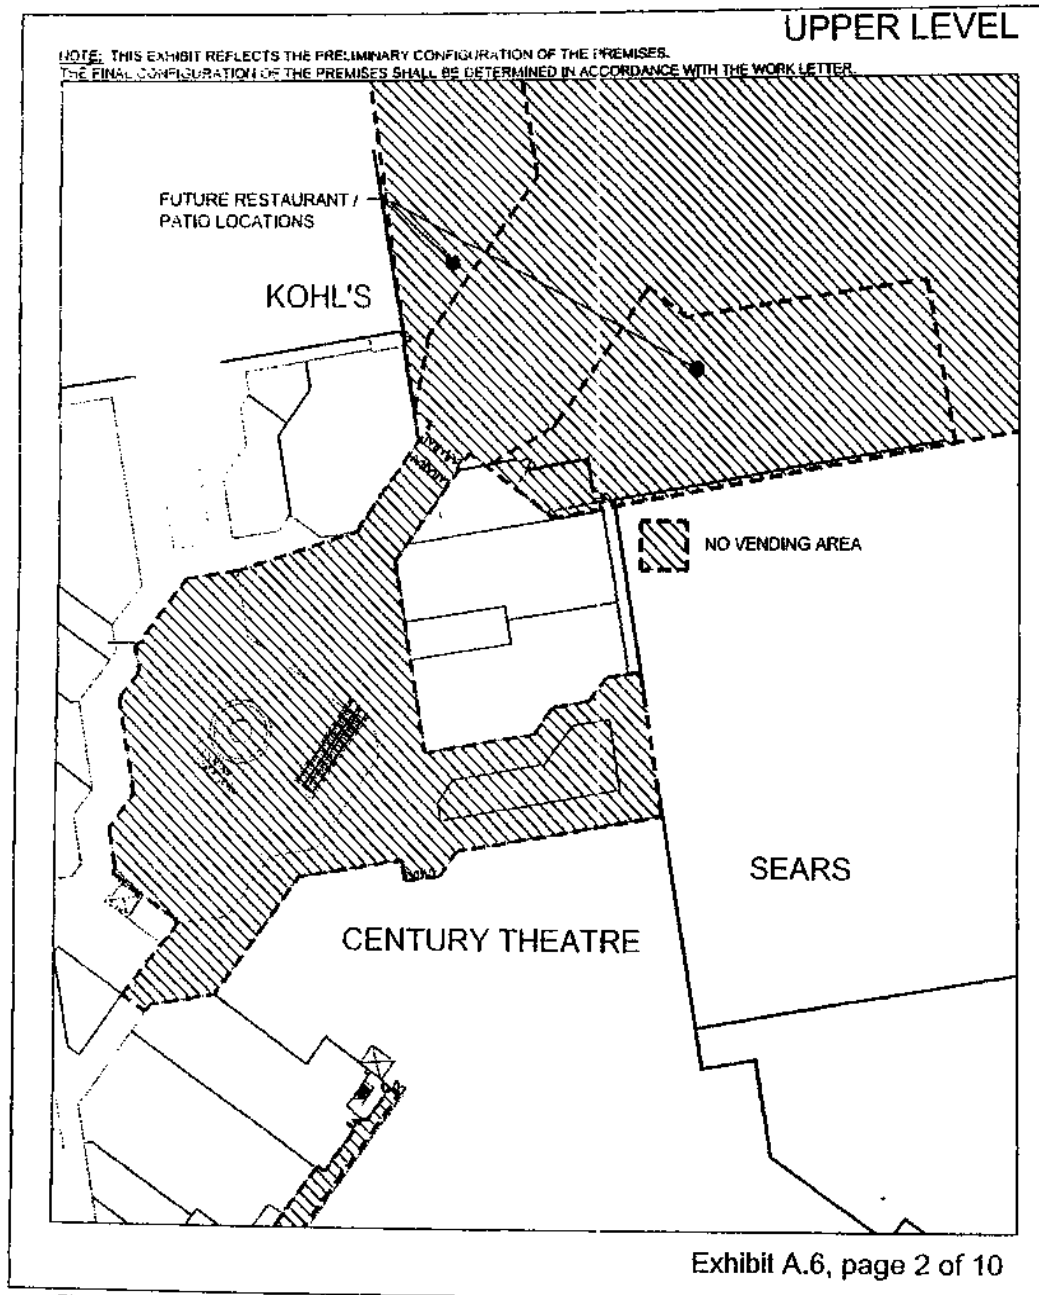 UPPER LEVEL
NOTE: THIS EXHIBIT REFLECTS THE PRELIMINARY CONFIGURATION OF THE PREMISES.
THE FINAL CONFIGURATION OF THE PREMISES SHALL BE DETERMINED IN ACCORDANCE WITH THE WORK LETTER.
FUTURE RESTAURANT /
PATIO LOCATIONS
KOHL'S
NO VENDING AREA
SEARS
CENTURY THEATRE
Exhibit A.6, page 2 of 10